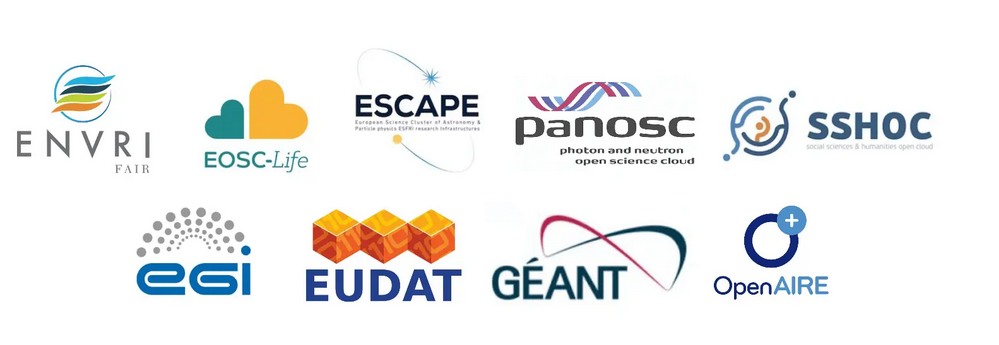 ENVRI
FAIR
EOSC-Life
ESCAPE
European Science Cluster of Astronomy &
Particle physics ESFRI research Infrastructures
panosc
photon and neutron
open science cloud
SSHOC
social sciences & humanities open cloud
egi
EUDAT
GÉANT
+
OpenAIRE